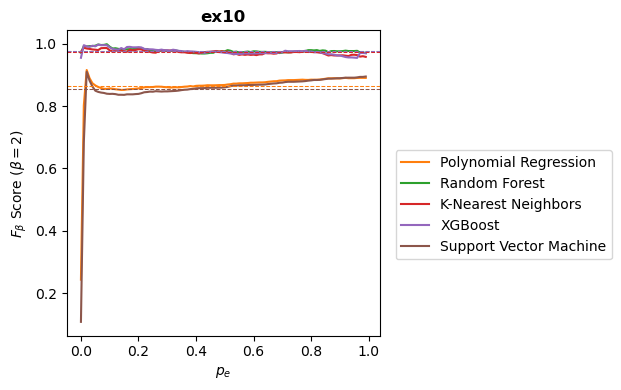 ex10
1.0
0.8
0.6
0.4
0.2
F_β Score (β = 2)
0.0 0.2 0.4 0.6 0.8 1.0
p_e
Polynomial Regression
Random Forest
K-Nearest Neighbors
XGBoost
Support Vector Machine